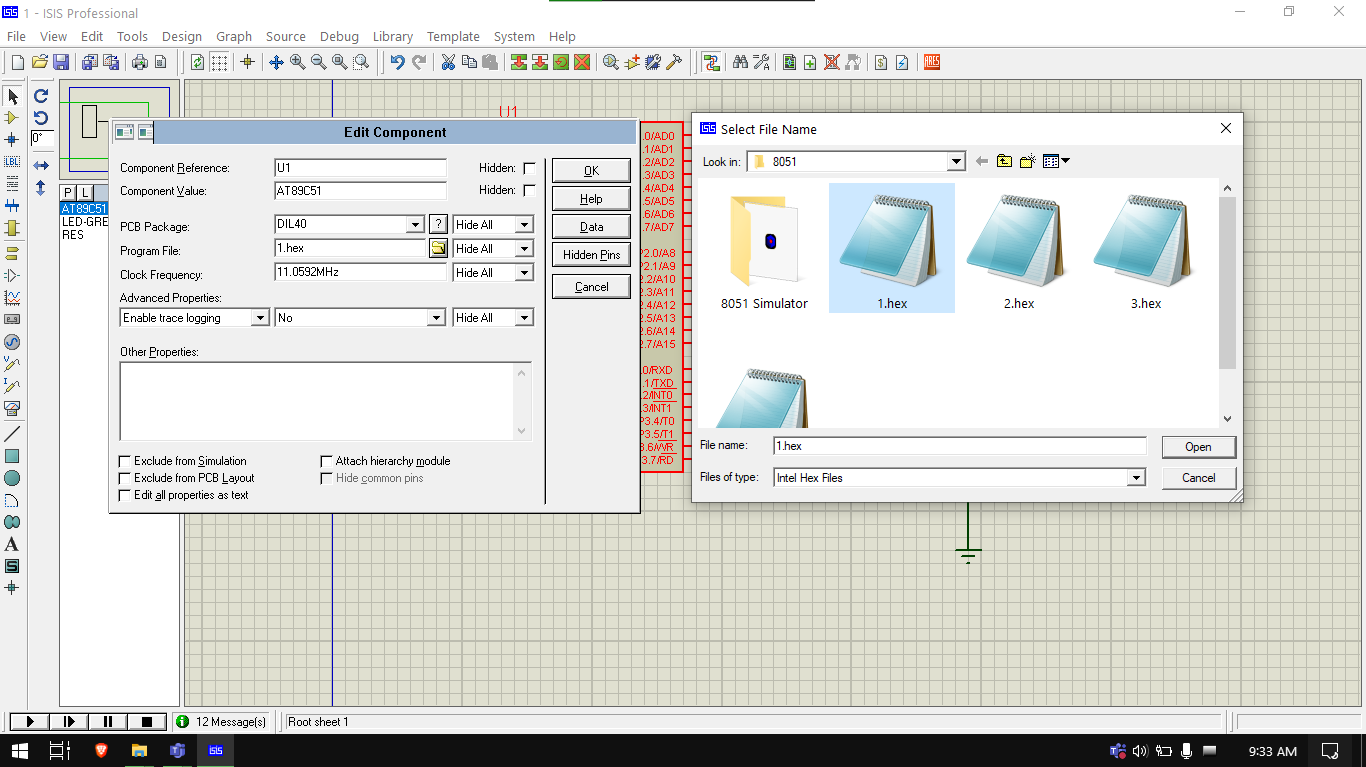 ISIS 1 - ISIS Professional
File View Edit Tools Design Graph Source Debug Library Template System Help
ARES
0°
LBL
P L
AT89C51
LED-GRE
RES
A
S
U1
Edit Component
Component Reference: U1 Hidden:
Component Value: AT89C51 Hidden:
PCB Package: DIL40 ? Hide All
Program File: 1.hex Hide All
Clock Frequency: 11.0592MHz Hide All
Advanced Properties:
Enable trace logging No Hide All
Other Properties:
Exclude from Simulation Attach hierarchy module
Exclude from PCB Layout Hide common pins
Edit all properties as text
OK
Help
Data
Hidden Pins
Cancel
.0/AD0
.1/AD1
.2/AD2
.3/AD3
.4/AD4
.5/AD5
.6/AD6
.7/AD7
P2.0/A8
P2.1/A9
2.2/A10
2.3/A11
2.4/A12
2.5/A13
2.6/A14
2.7/A15
.0/RXD
.1/TXD
.2/INT0
.3/INT1
P3.4/T0
P3.5/T1
3.6/WR
3.7/RD
ISIS Select File Name
Look in: 8051
8051 Simulator 1.hex 2.hex 3.hex
File name: 1.hex Open
Files of type: Intel Hex Files Cancel
12 Message(s) Root sheet 1
ISIS
9:33 AM